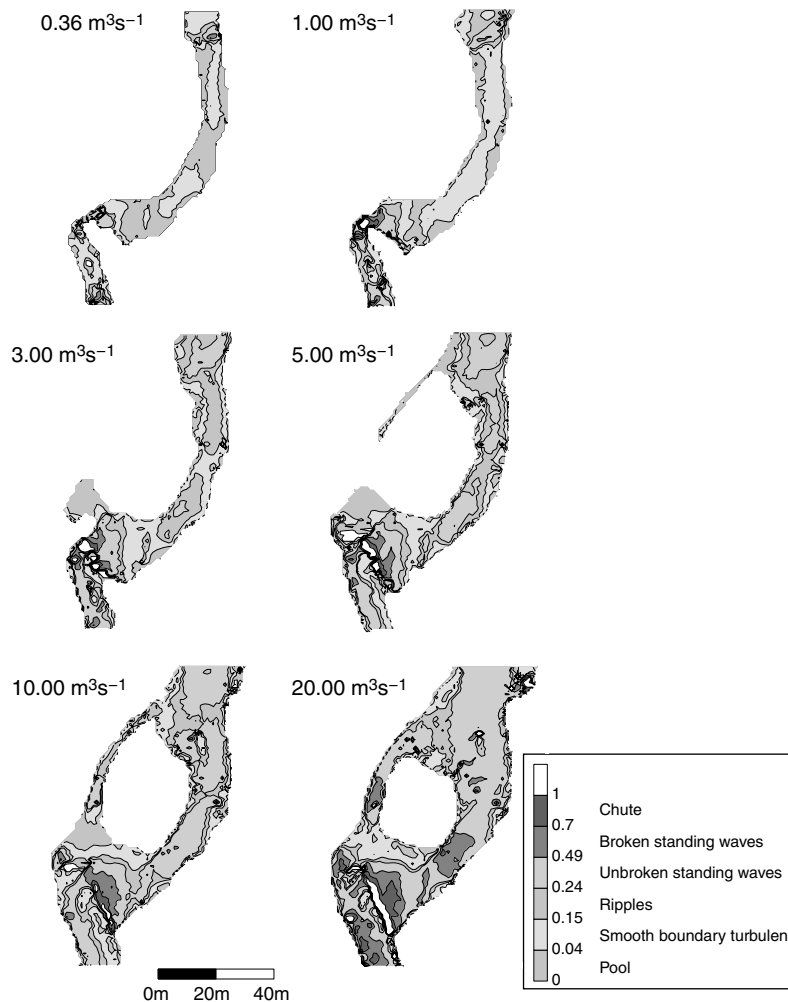 0.36 m³s⁻¹
1.00 m³s⁻¹
3.00 m³s⁻¹
5.00 m³s⁻¹
10.00 m³s⁻¹
20.00 m³s⁻¹
1
Chute
0.7
Broken standing waves
0.49
Unbroken standing waves
0.24
Ripples
0.15
Smooth boundary turbulen
0.04
Pool
0
0m 20m 40m